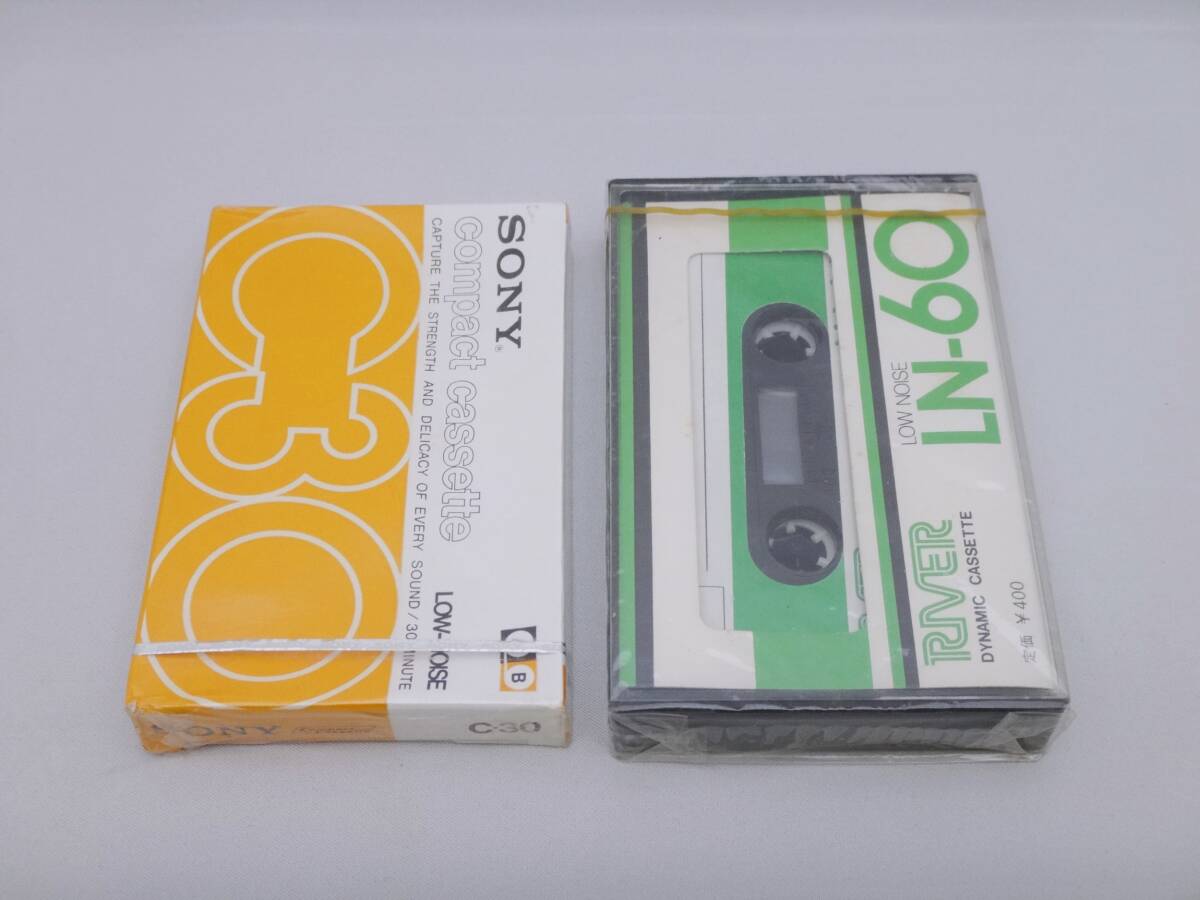 C30
SONY®
compact cassette
CAPTURE THE STRENGTH AND DELICACY OF EVERY SOUND / 30 MINUTE
LOW-NOISE
B
SONY
C-30
LN-60
LOW NOISE
RIVER
DYNAMIC CASSETTE
定価 ¥400